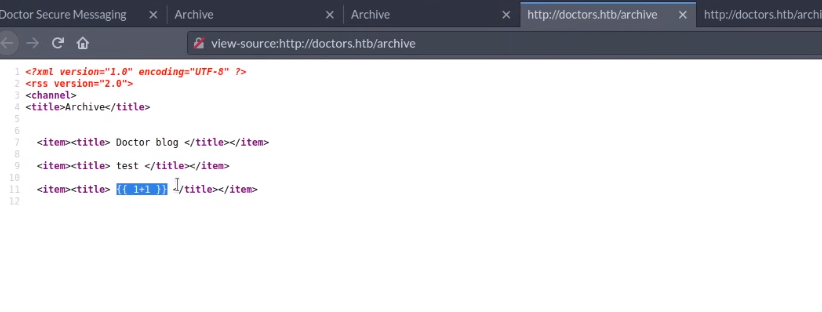 Doctor Secure Messaging
Archive
Archive
http://doctors.htb/archive
http://doctors.htb/archi
view-source:http://doctors.htb/archive
1 <?xml version="1.0" encoding="UTF-8" ?>
2 <rss version="2.0">
3 <channel>
4 <title>Archive</title>
5
6
7 <item><title> Doctor blog </title></item>
8
9 <item><title> test </title></item>
10
11 <item><title> {{ 1+1 }} </title></item>
12